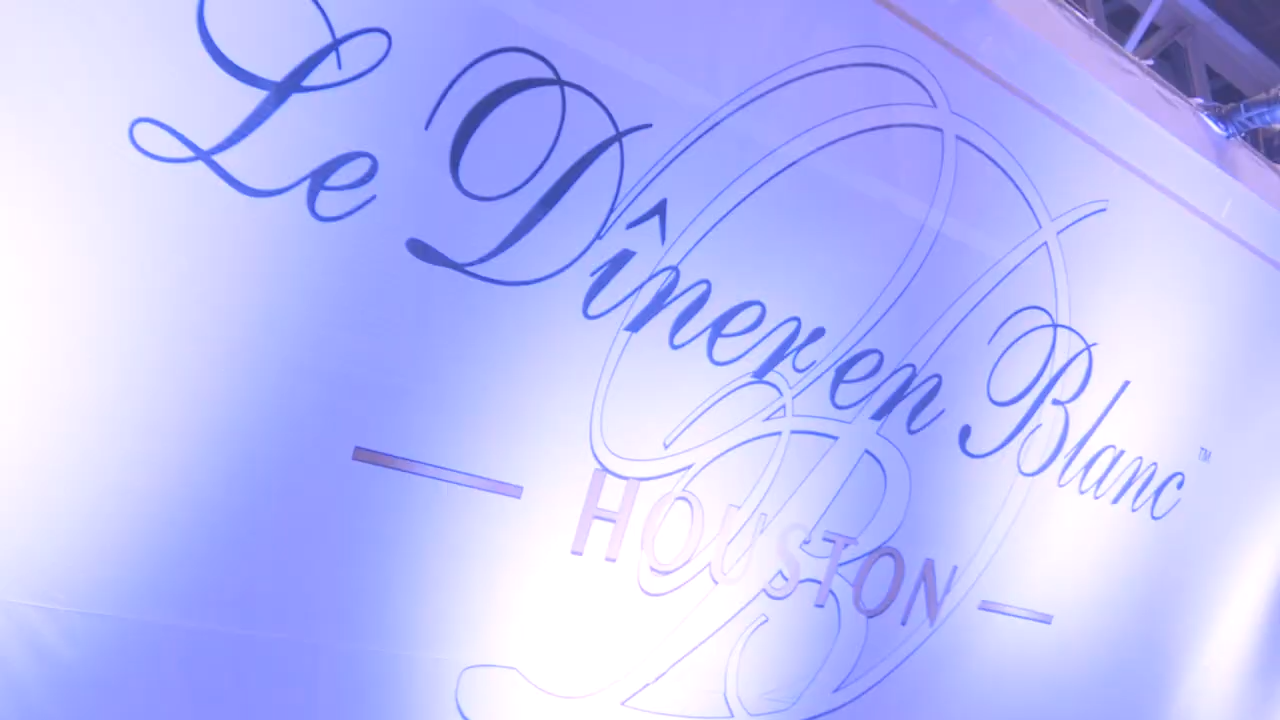 Le Dîner en Blanc™
— HOUSTON —